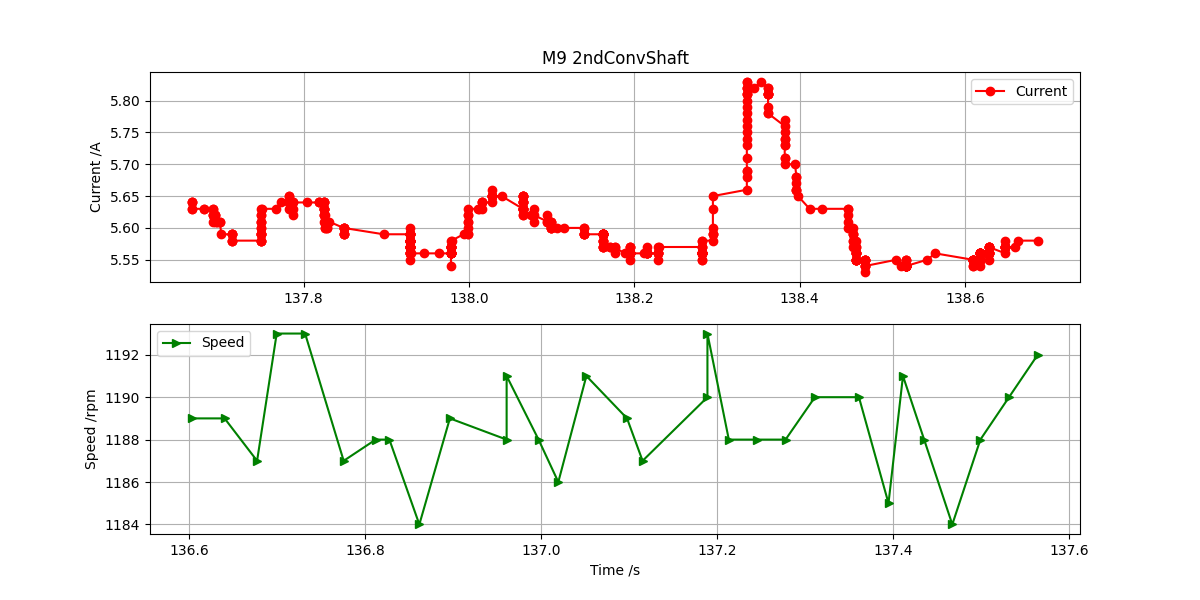 M9 2ndConvShaft
Current /A
5.80
5.75
5.70
5.65
5.60
5.55
Current
137.8 138.0 138.2 138.4 138.6
Speed /rpm
1192
1190
1188
1186
1184
Speed
136.6 136.8 137.0 137.2 137.4 137.6
Time /s